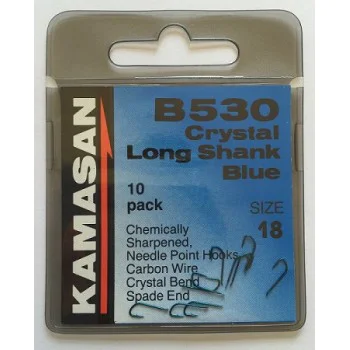 KAMASAN
B530
Crystal
Long Shank
Blue
10
pack
SIZE
18
Chemically
Sharpened,
Needle Point Hooks
Carbon Wire
Crystal Bend
Spade End